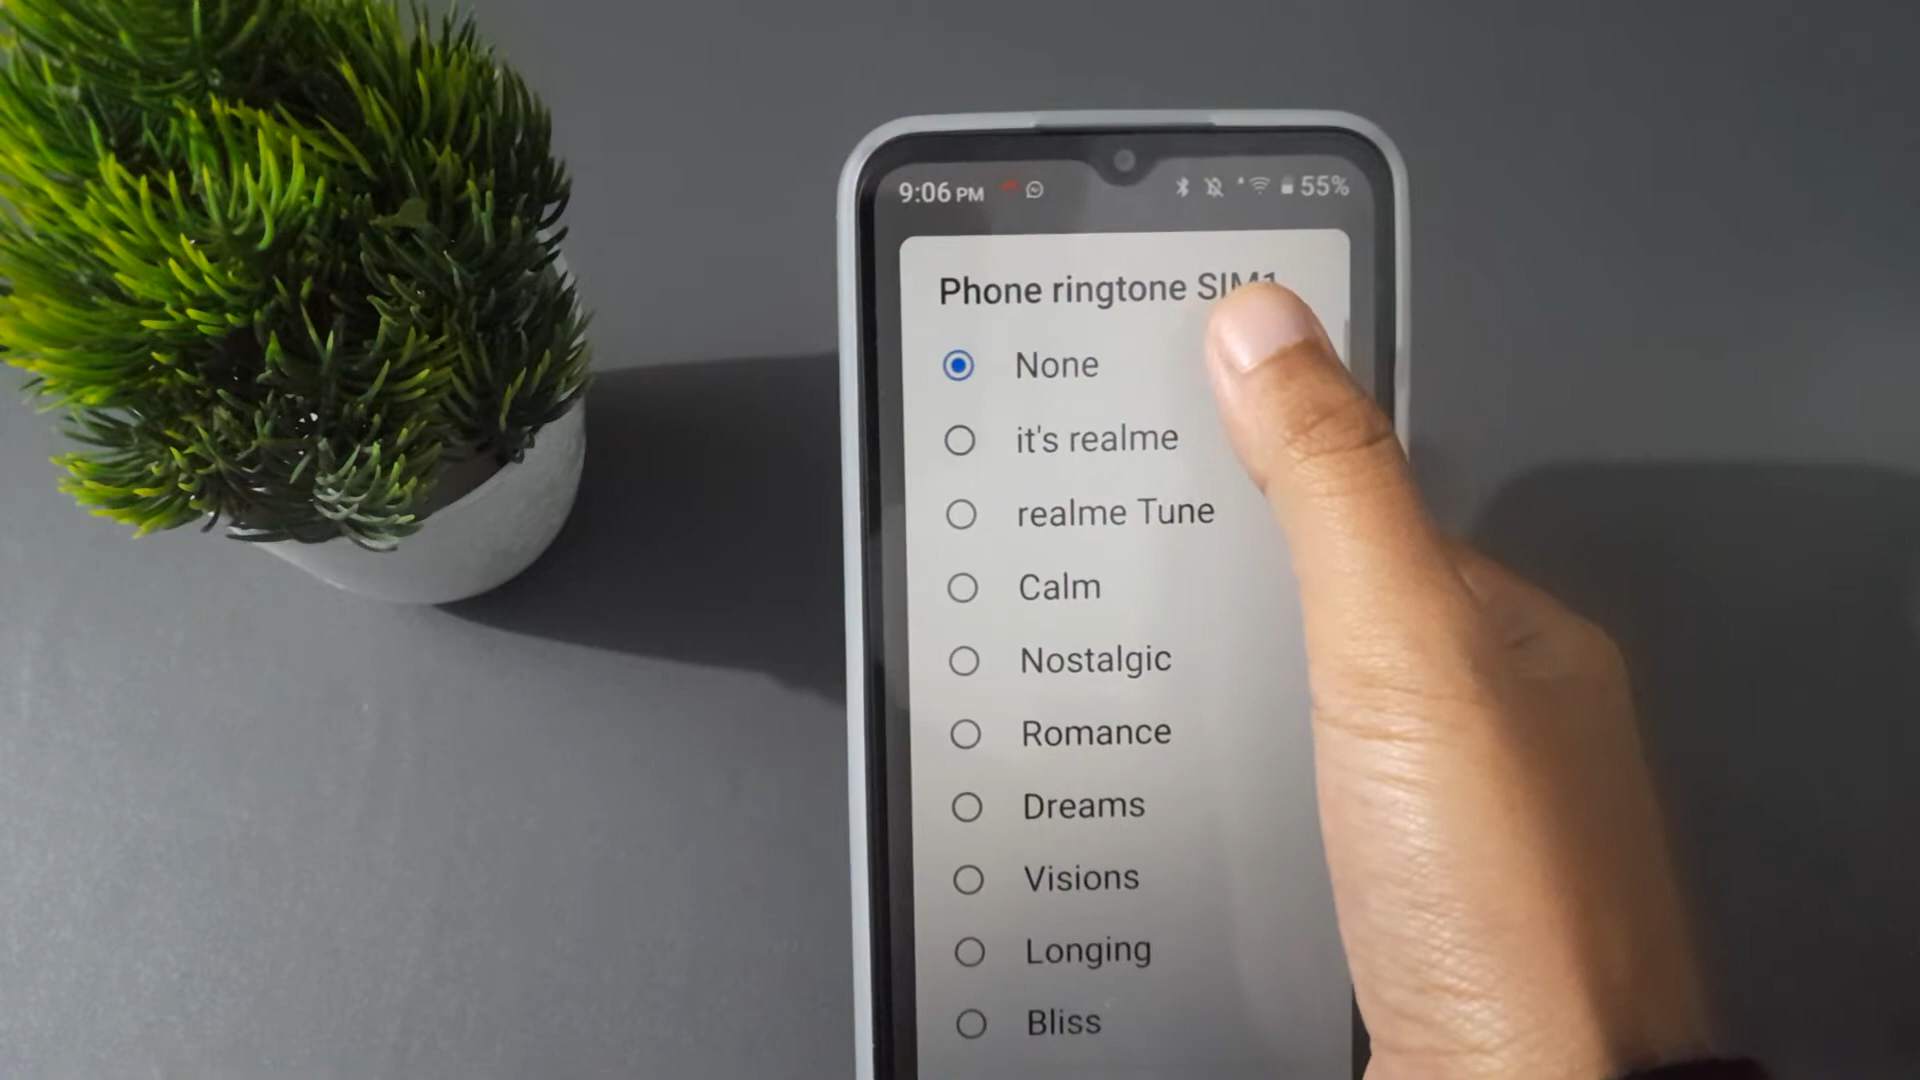 9:06 PM 55%
Phone ringtone SIM1
None
it's realme
realme Tune
Calm
Nostalgic
Romance
Dreams
Visions
Longing
Bliss